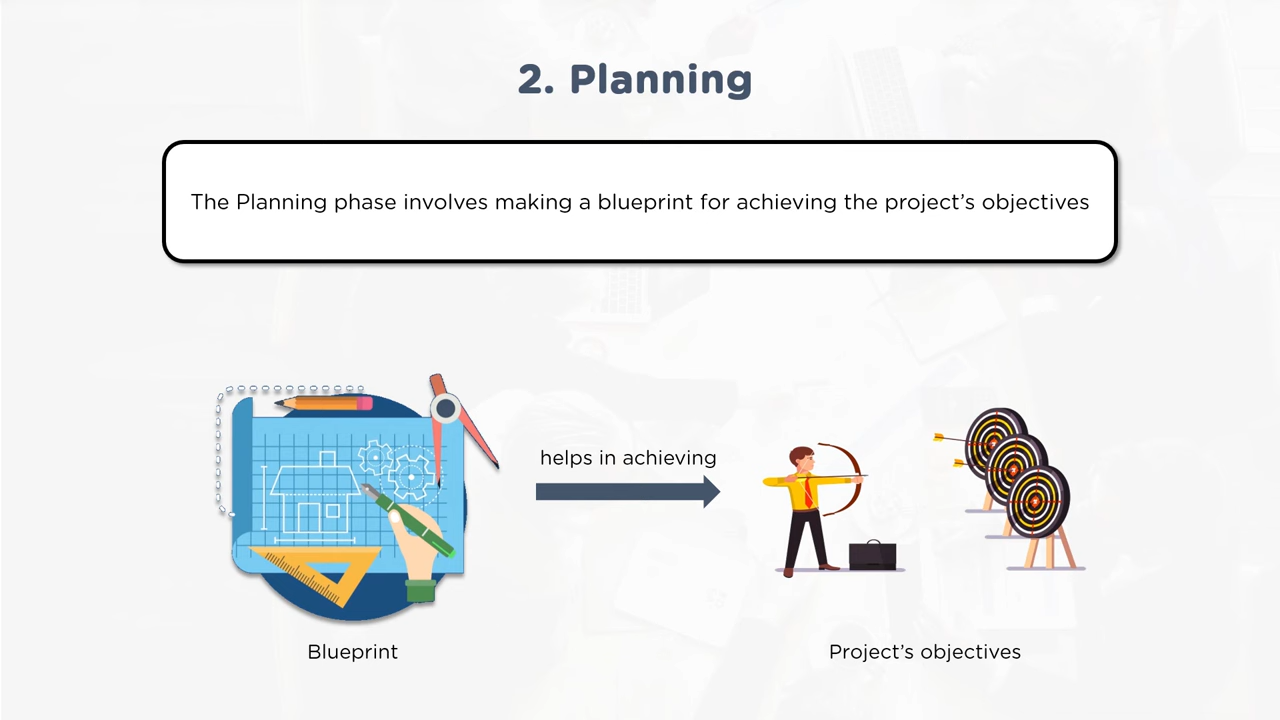 2. Planning
The Planning phase involves making a blueprint for achieving the project’s objectives
helps in achieving
Blueprint
Project’s objectives